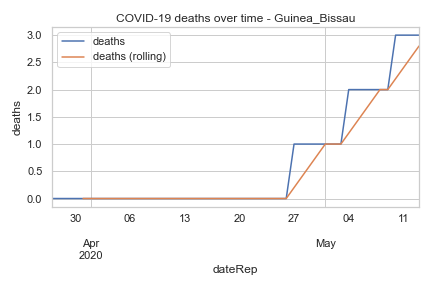 COVID-19 deaths over time - Guinea_Bissau
deaths
deaths (rolling)
deaths
3.0
2.5
2.0
1.5
1.0
0.5
0.0
30 06 13 20 27 04 11
Apr May
2020
dateRep